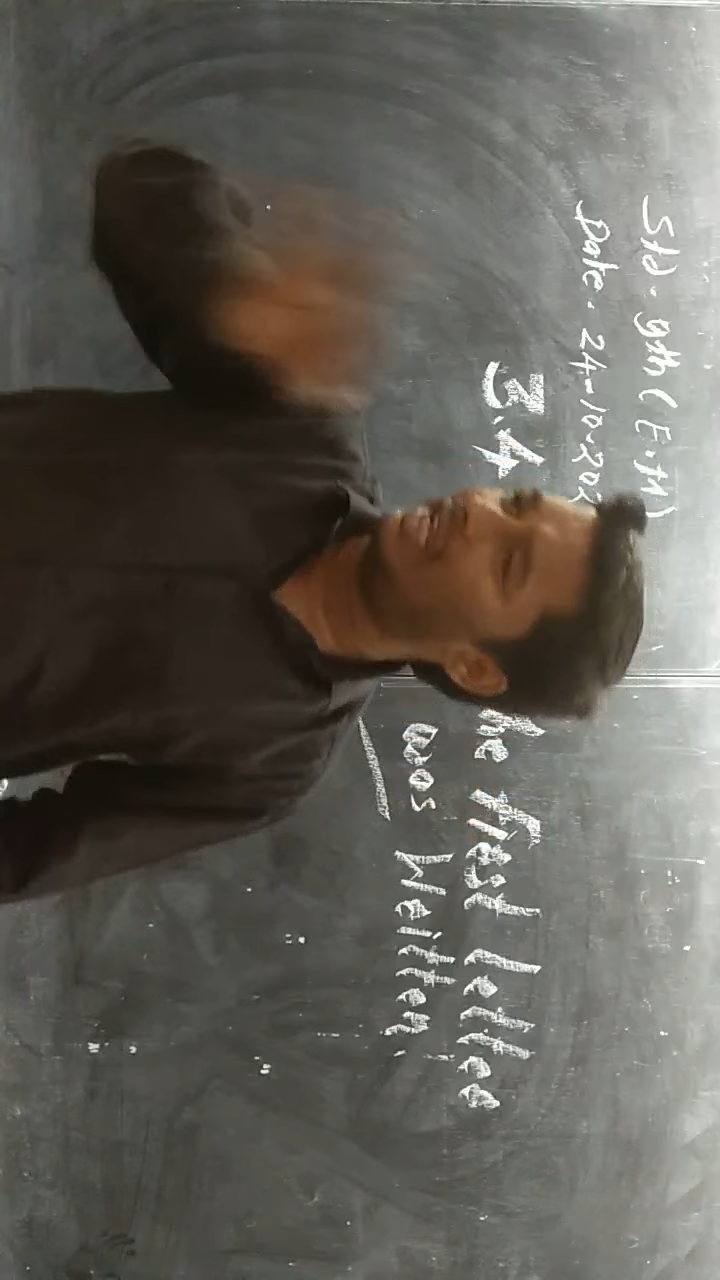 Std - 9th (E.M)
Date - 24-10-202
3.4 he first letter
was Written.